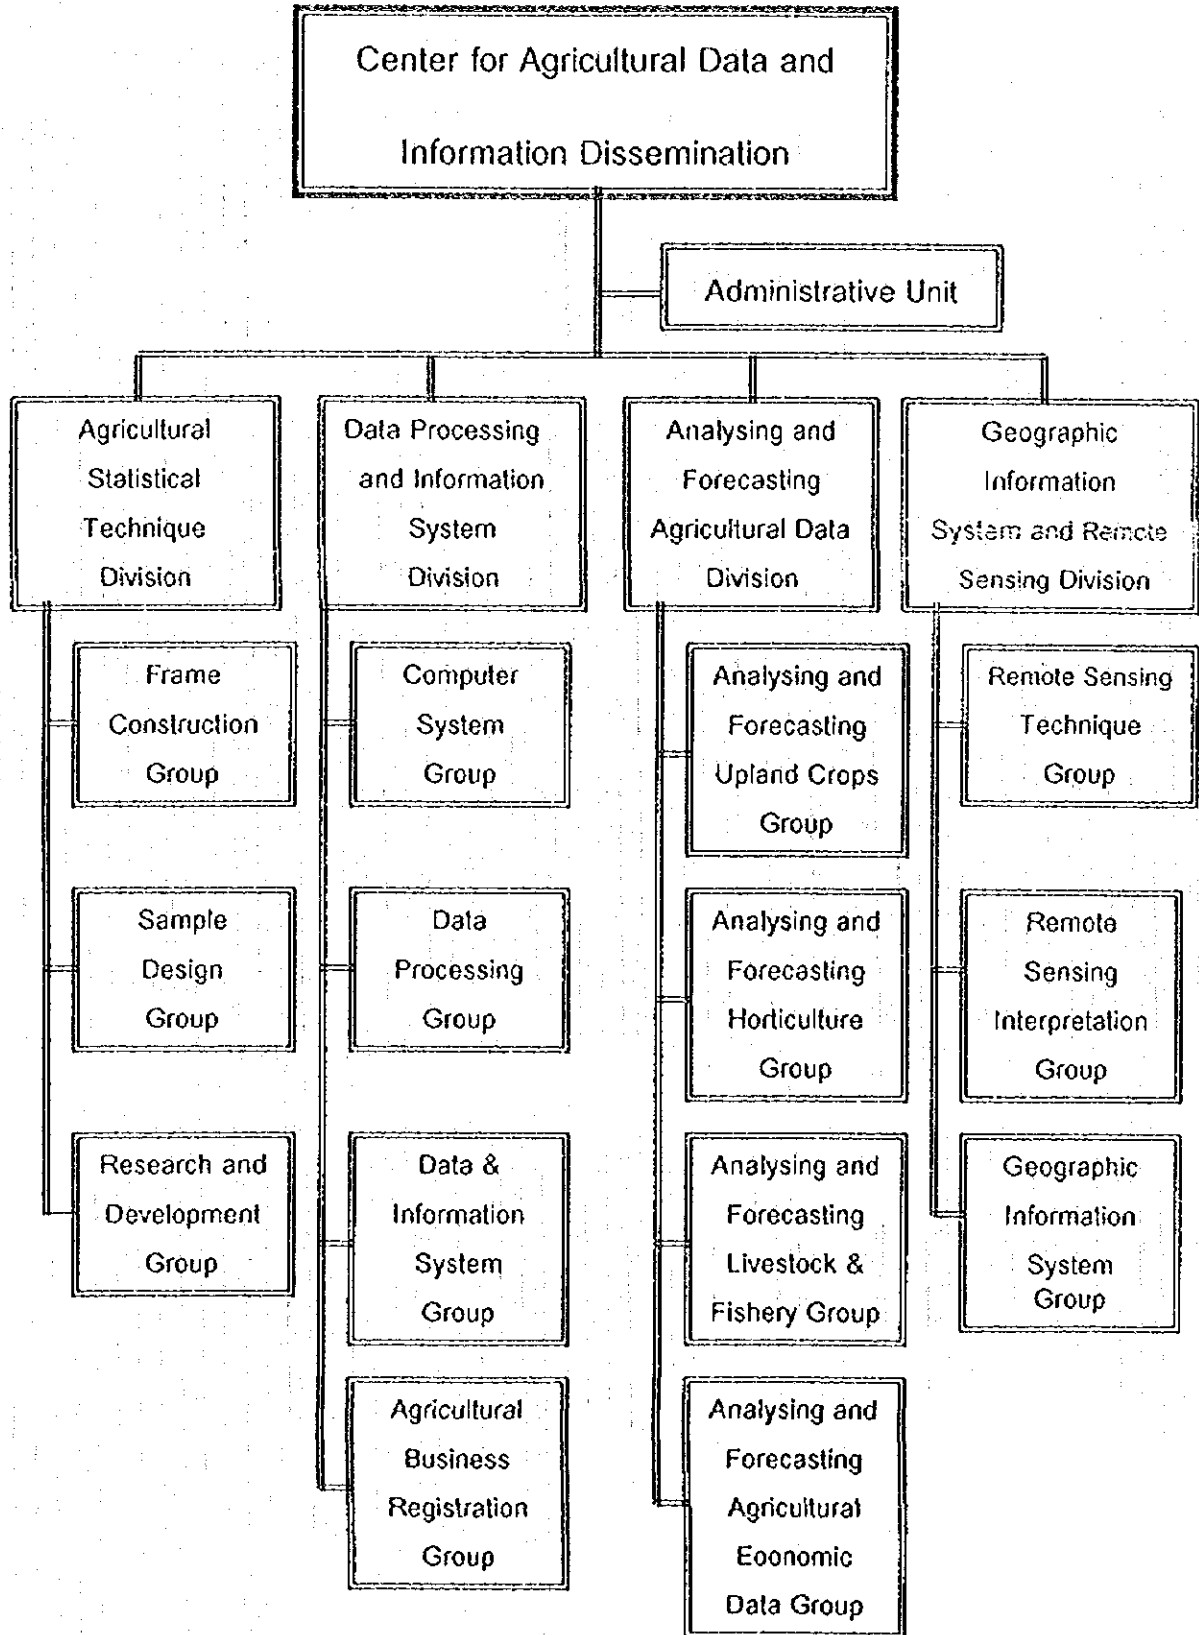 Center for Agricultural Data and
Information Dissemination
Administrative Unit
Agricultural
Statistical
Technique
Division
Data Processing
and Information
System
Division
Analysing and
Forecasting
Agricultural Data
Division
Geographic
Information
System and Remote
Sensing Division
Frame
Construction
Group
Sample
Design
Group
Research and
Development
Group
Computer
System
Group
Data
Processing
Group
Data &
Information
System
Group
Agricultural
Business
Registration
Group
Analysing and
Forecasting
Upland Crops
Group
Analysing and
Forecasting
Horticulture
Group
Analysing and
Forecasting
Livestock &
Fishery Group
Analysing and
Forecasting
Agricultural
Eoonomic
Data Group
Remote Sensing
Technique
Group
Remote
Sensing
Interpretation
Group
Geographic
Information
System
Group